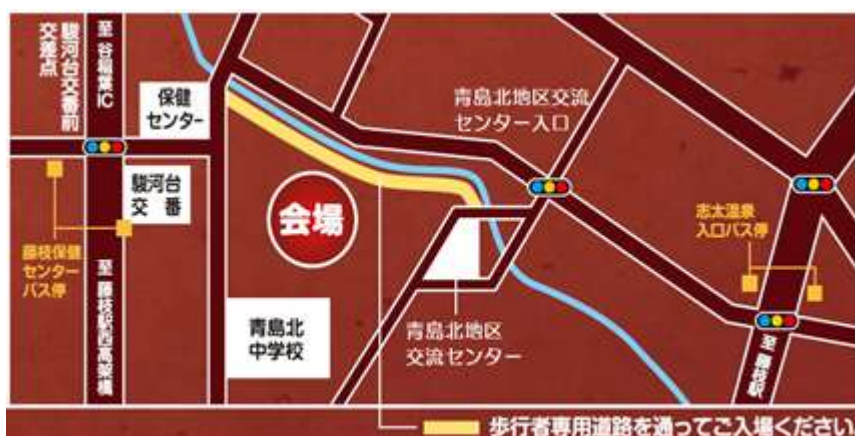 駿河台交番前
交差点
至 谷稲葉IC
保健
センター
青島北地区交流
センター入口
駿河台
交番
会場
志太温泉
入口バス停
藤枝保健
センター
バス停
至 藤枝駅西高架橋
青島北
中学校
青島北地区
交流センター
至 藤枝駅
歩行者専用道路を通ってご入場ください